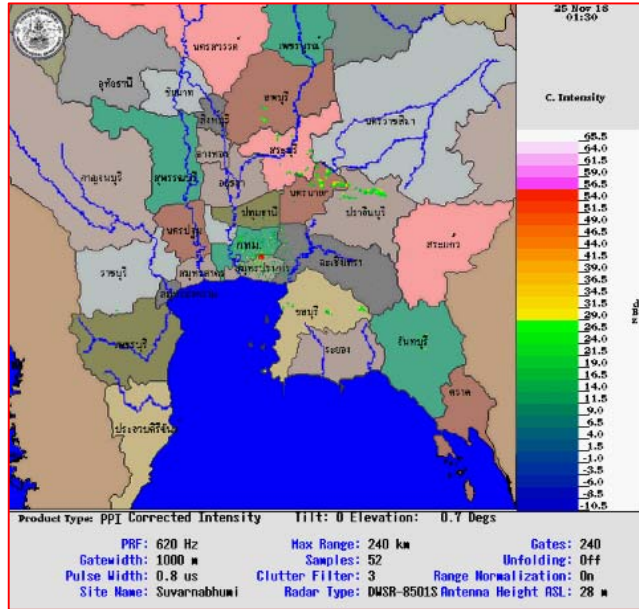 25 Nov 16
01:30
C. Intensity
นครสวรรค์
เพชรบูรณ์
อุทัยธานี
ชัยนาท
ลพบุรี
สิงห์บุรี
นครราชสีมา
อ่างทอง
สระบุรี
กาญจนบุรี
สุพรรณบุรี
อยุธยา
นครนายก
ปราจีนบุรี
ปทุมธานี
นครปฐม
กทม.
สระแก้ว
ฉะเชิงเทรา
สมุทรสาคร
สมุทรปราการ
ราชบุรี
สมุทรสงคราม
ชลบุรี
เพชรบุรี
ระยอง
จันทบุรี
ตราด
ประจวบคีรีขันธ์
65.5
64.0
61.5
59.0
56.5
54.0
51.5
49.0
46.5
44.0
41.5
39.0
36.5
34.0
31.5
29.0
26.5
24.0
21.5
19.0
16.5
14.0
11.5
9.0
6.5
4.0
1.5
-1.0
-3.5
-6.0
-8.5
-10.5
Product Type: PPI Corrected Intensity Tilt: 0 Elevation: 0.7 Degs
PRF: 620 Hz Max Range: 240 km Gates: 240
Gatewidth: 1000 m Samples: 52 Unfolding: Off
Pulse Width: 0.8 us Clutter Filter: 3 Range Normalization: On
Site Name: Suvarnabhumi Radar Type: DWSR-8501S Antenna Height ASL: 28 m